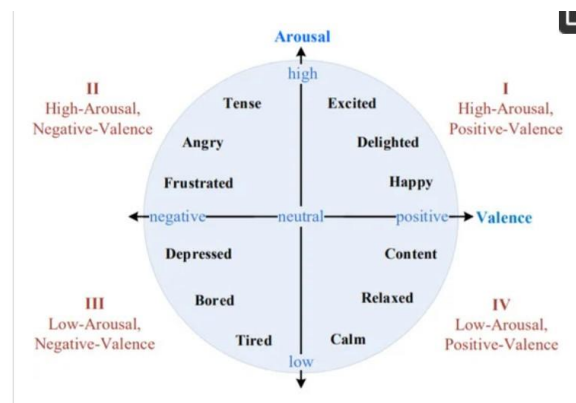 Arousal
high
II
High-Arousal,
Negative-Valence
I
High-Arousal,
Positive-Valence
Tense
Excited
Angry
Delighted
Frustrated
Happy
negative
neutral
positive
Valence
Depressed
Content
Bored
Relaxed
III
Low-Arousal,
Negative-Valence
IV
Low-Arousal,
Positive-Valence
Tired
Calm
low